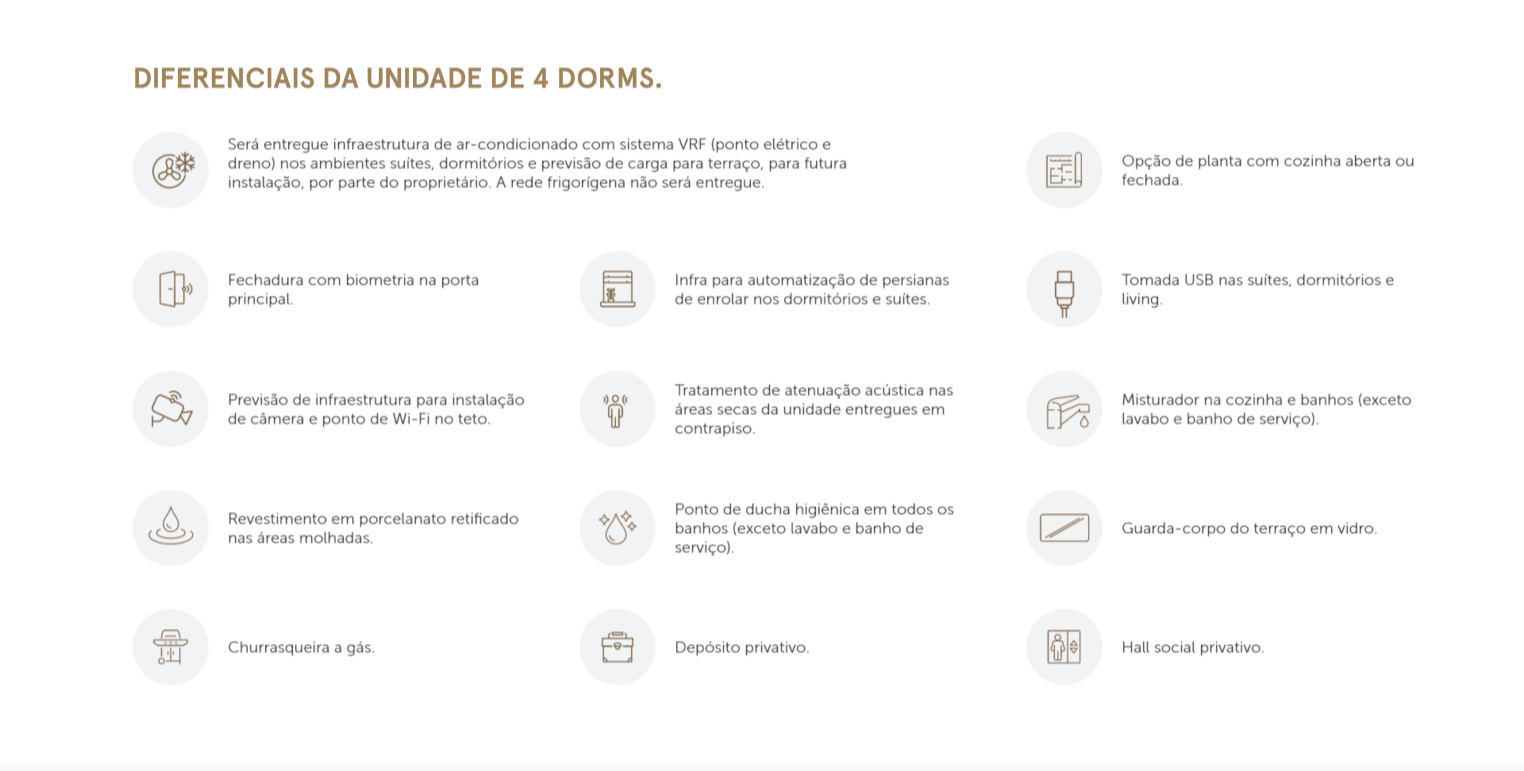 DIFERENCIAIS DA UNIDADE DE 4 DORMS.
Será entregue infraestrutura de ar-condicionado com sistema VRF (ponto elétrico e
dreno) nos ambientes suítes, dormitórios e previsão de carga para terraço, para futura
instalação, por parte do proprietário. A rede frigorígena não será entregue.
Opção de planta com cozinha aberta ou
fechada.
Fechadura com biometria na porta
principal.
Infra para automatização de persianas
de enrolar nos dormitórios e suítes.
Tomada USB nas suítes, dormitórios e
living.
Previsão de infraestrutura para instalação
de câmera e ponto de Wi-Fi no teto.
Tratamento de atenuação acústica nas
áreas secas da unidade entregues em
contrapiso.
Misturador na cozinha e banhos (exceto
lavabo e banho de serviço).
Revestimento em porcelanato retificado
nas áreas molhadas.
Ponto de ducha higiênica em todos os
banhos (exceto lavabo e banho de
serviço).
Guarda-corpo do terraço em vidro.
Churrasqueira a gás.
Depósito privativo.
Hall social privativo.